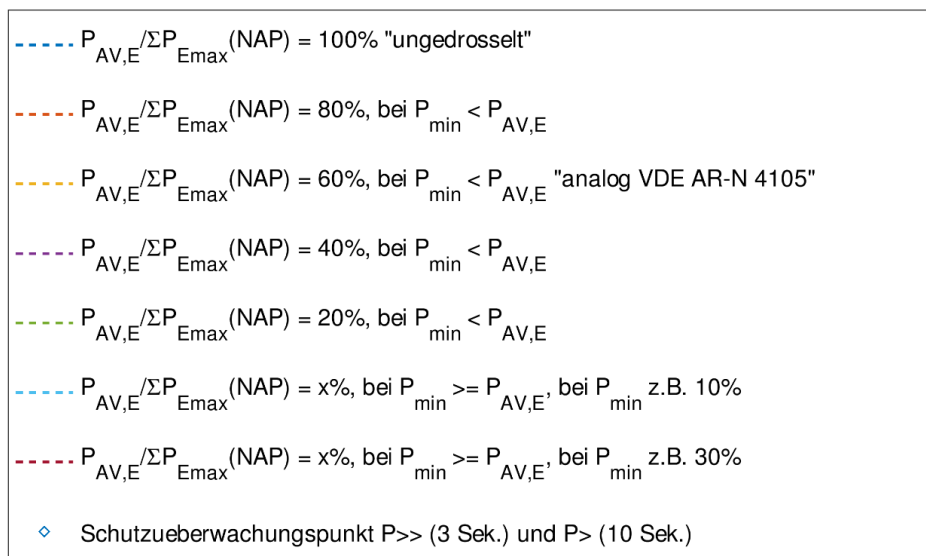 P_AV,E/ΣP_Emax(NAP) = 100% "ungedrosselt"
P_AV,E/ΣP_Emax(NAP) = 80%, bei P_min < P_AV,E
P_AV,E/ΣP_Emax(NAP) = 60%, bei P_min < P_AV,E "analog VDE AR-N 4105"
P_AV,E/ΣP_Emax(NAP) = 40%, bei P_min < P_AV,E
P_AV,E/ΣP_Emax(NAP) = 20%, bei P_min < P_AV,E
P_AV,E/ΣP_Emax(NAP) = x%, bei P_min >= P_AV,E, bei P_min z.B. 10%
P_AV,E/ΣP_Emax(NAP) = x%, bei P_min >= P_AV,E, bei P_min z.B. 30%
Schutzueberwachungspunkt P>> (3 Sek.) und P> (10 Sek.)